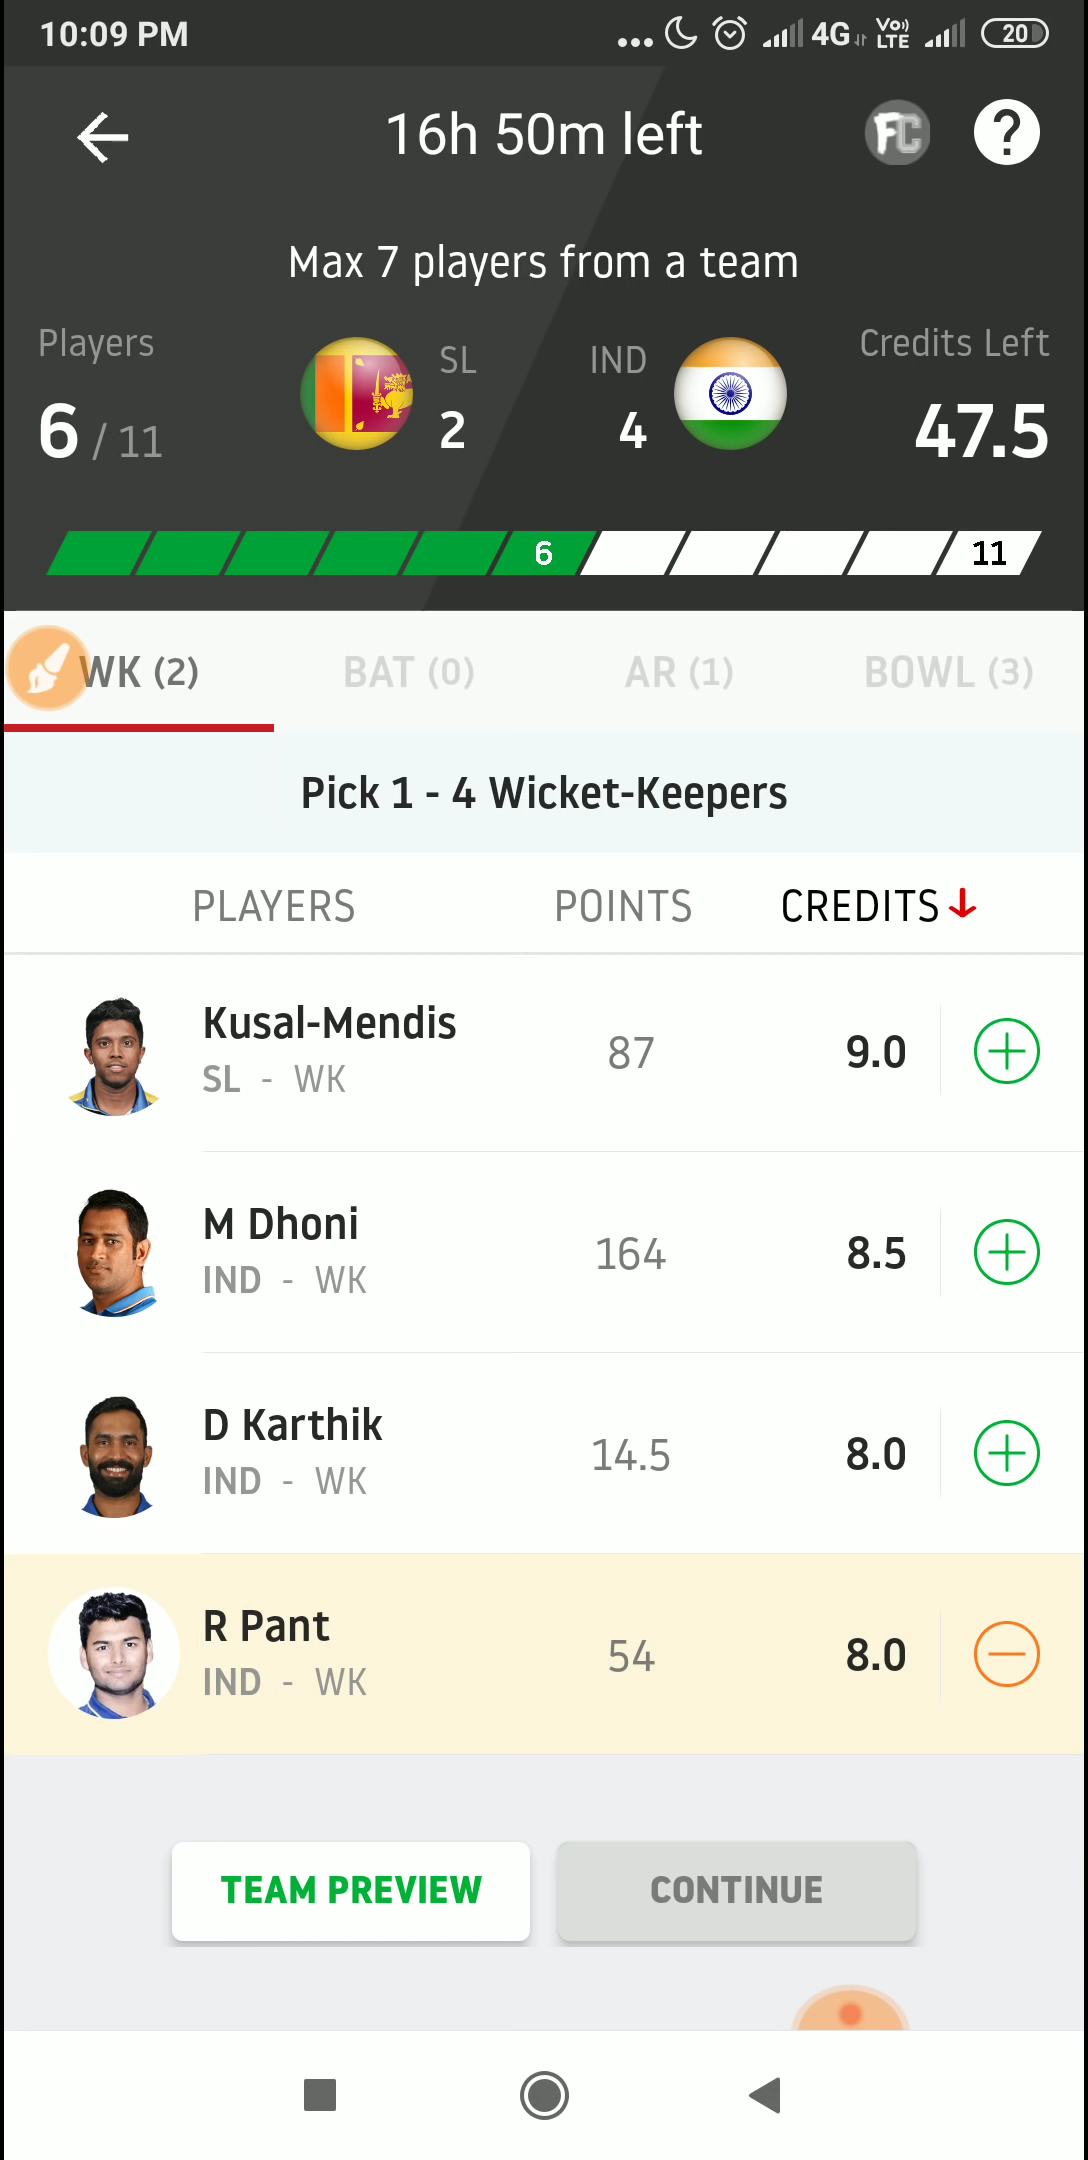 10:09 PM ... 4G Vo)) LTE 20
16h 50m left FC ?
Max 7 players from a team
Players SL IND Credits Left
6 / 11 2 4 47.5
6 11
WK (2) BAT (0) AR (1) BOWL (3)
Pick 1 - 4 Wicket-Keepers
PLAYERS POINTS CREDITS
Kusal-Mendis
SL - WK 87 9.0
M Dhoni
IND - WK 164 8.5
D Karthik
IND - WK 14.5 8.0
R Pant
IND - WK 54 8.0
TEAM PREVIEW CONTINUE